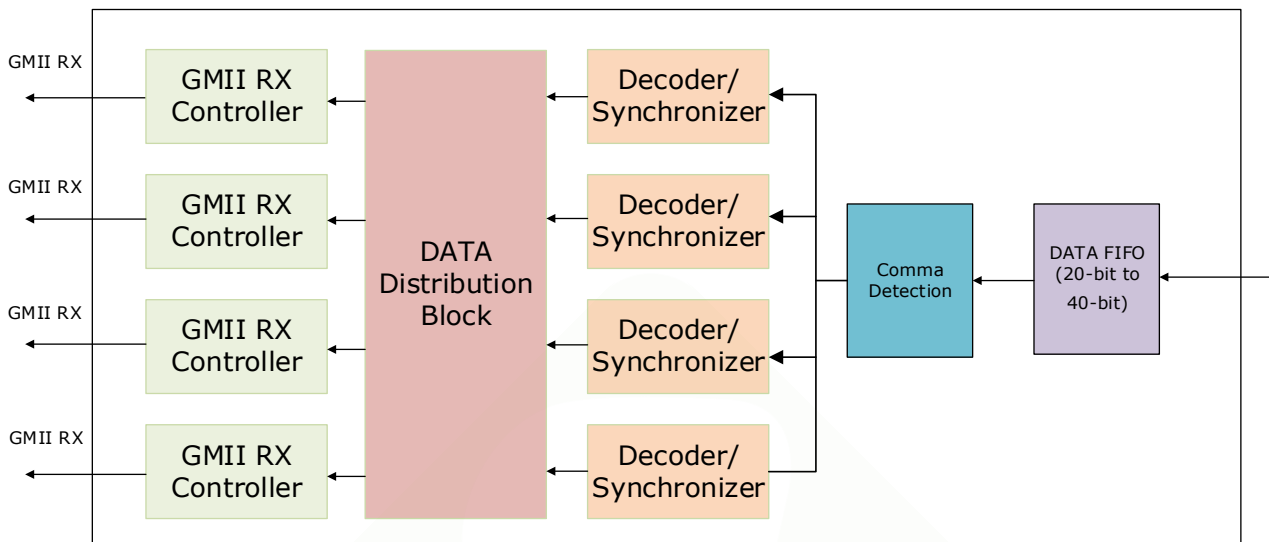 GMII RX
GMII RX
Controller
Decoder/
Synchronizer
GMII RX
GMII RX
Controller
Decoder/
Synchronizer
DATA
Distribution
Block
Comma
Detection
DATA FIFO
(20-bit to
40-bit)
GMII RX
GMII RX
Controller
Decoder/
Synchronizer
GMII RX
GMII RX
Controller
Decoder/
Synchronizer